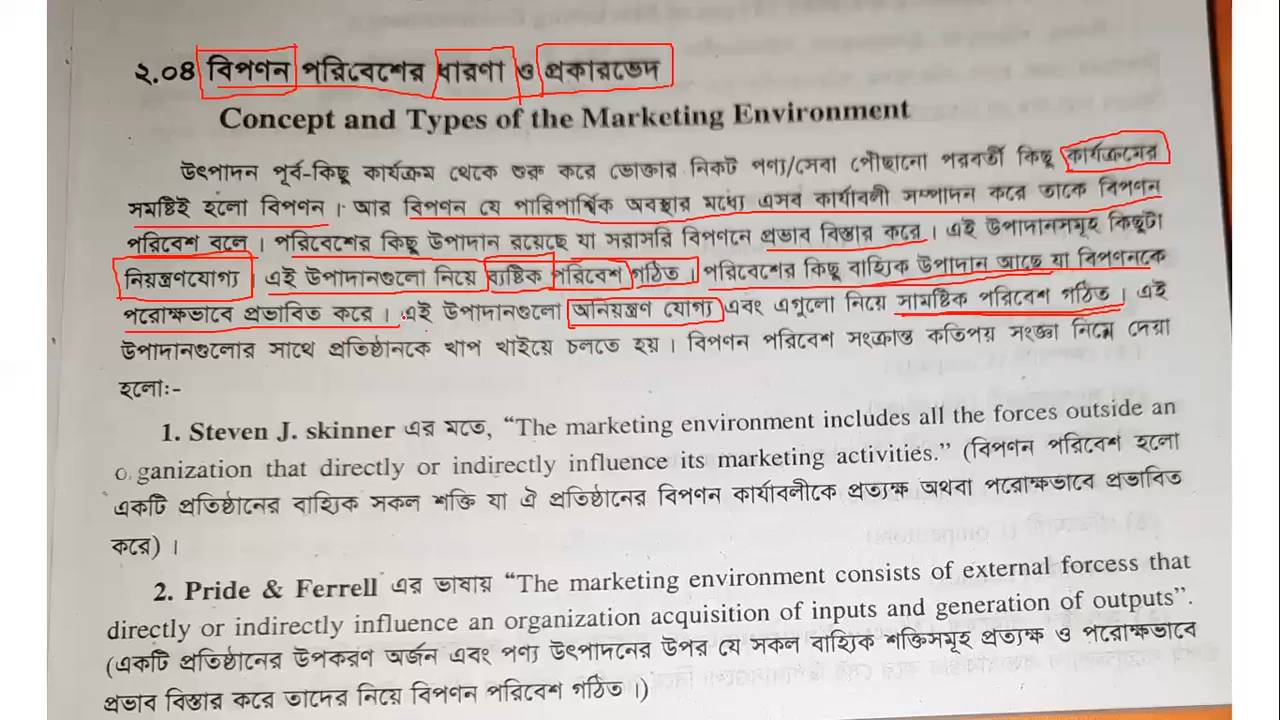 ২.০৪ বিপণন পরিবেশের ধারণা ও প্রকারভেদ
Concept and Types of the Marketing Environment
উৎপাদন পূর্ব-কিছু কার্যক্রম থেকে শুরু করে ভোক্তার নিকট পণ্য/সেবা পৌঁছানো পরবর্তী কিছু কার্যক্রমের
সমষ্টিই হলো বিপণন। আর বিপণন যে পারিপার্শ্বিক অবস্থার মধ্যে এসব কার্যাবলী সম্পাদন করে তাকে বিপণন
পরিবেশ বলে। পরিবেশের কিছু উপাদান রয়েছে যা সরাসরি বিপণনে প্রভাব বিস্তার করে। এই উপাদানসমূহ কিছুটা
নিয়ন্ত্রণযোগ্য এই উপাদানগুলো নিয়ে ব্যষ্টিক পরিবেশ গঠিত। পরিবেশের কিছু বাহ্যিক উপাদান আছে যা বিপণনকে
পরোক্ষভাবে প্রভাবিত করে। এই উপাদানগুলো অনিয়ন্ত্রণ যোগ্য এবং এগুলো নিয়ে সামষ্টিক পরিবেশ গঠিত। এই
উপাদানগুলোর সাথে প্রতিষ্ঠানকে খাপ খাইয়ে চলতে হয়। বিপণন পরিবেশ সংক্রান্ত কতিপয় সংজ্ঞা নিম্নে দেয়া
হলোঃ-
1. Steven J. skinner এর মতে, “The marketing environment includes all the forces outside an
o.ganization that directly or indirectly influence its marketing activities.” (বিপণন পরিবেশ হলো
একটি প্রতিষ্ঠানের বাহ্যিক সকল শক্তি যা ঐ প্রতিষ্ঠানের বিপণন কার্যাবলীকে প্রত্যক্ষ অথবা পরোক্ষভাবে প্রভাবিত
করে)।
2. Pride & Ferrell এর ভাষায় “The marketing environment consists of external forcess that
directly or indirectly influence an organization acquisition of inputs and generation of outputs”.
(একটি প্রতিষ্ঠানের উপকরণ অর্জন এবং পণ্য উৎপাদনের উপর যে সকল বাহ্যিক শক্তিসমূহ প্রত্যক্ষ ও পরোক্ষভাবে
প্রভাব বিস্তার করে তাদের নিয়ে বিপণন পরিবেশ গঠিত।)